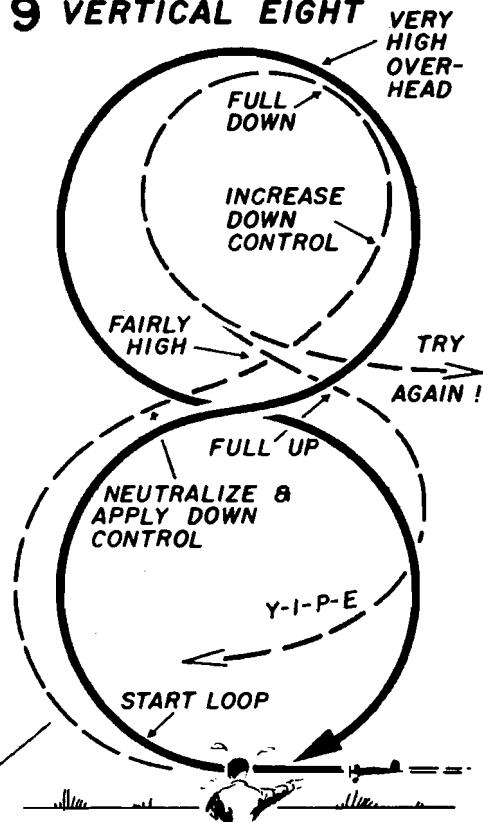 9 VERTICAL EIGHT
VERY
HIGH
OVER-
HEAD
FULL
DOWN
INCREASE
DOWN
CONTROL
FAIRLY
HIGH
TRY
AGAIN !
FULL UP
NEUTRALIZE &
APPLY DOWN
CONTROL
Y-I-P-E
START LOOP